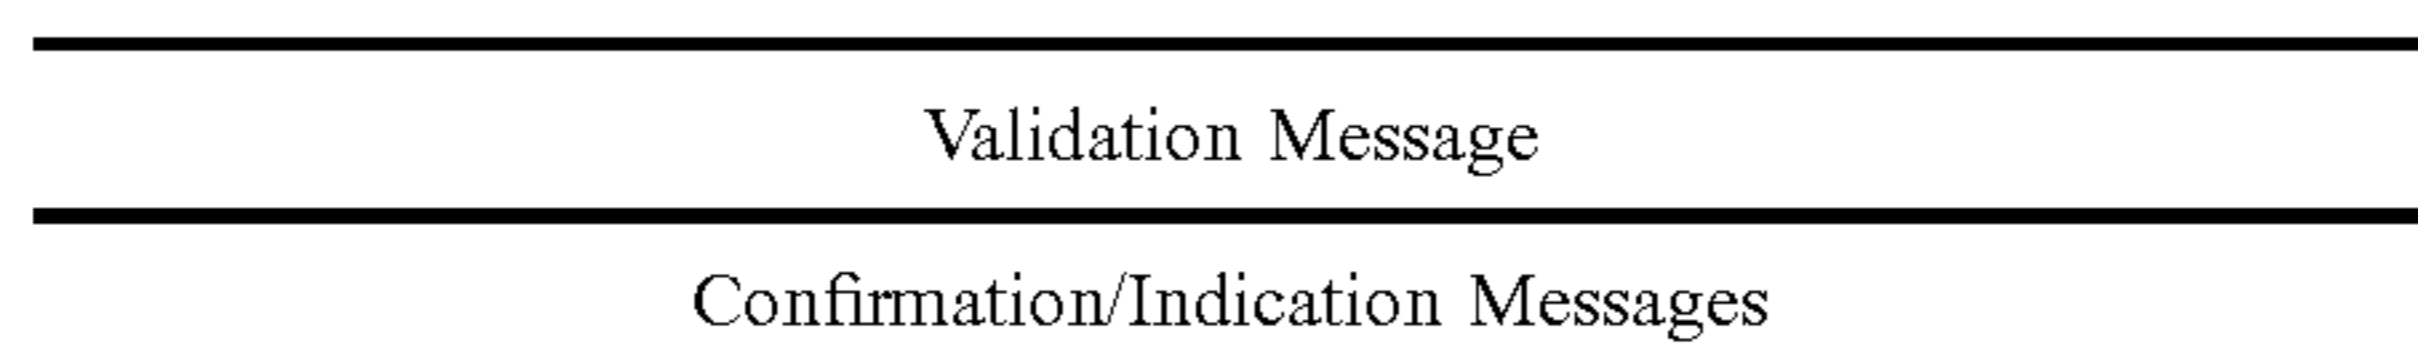 Validation Message
Confirmation/Indication Messages